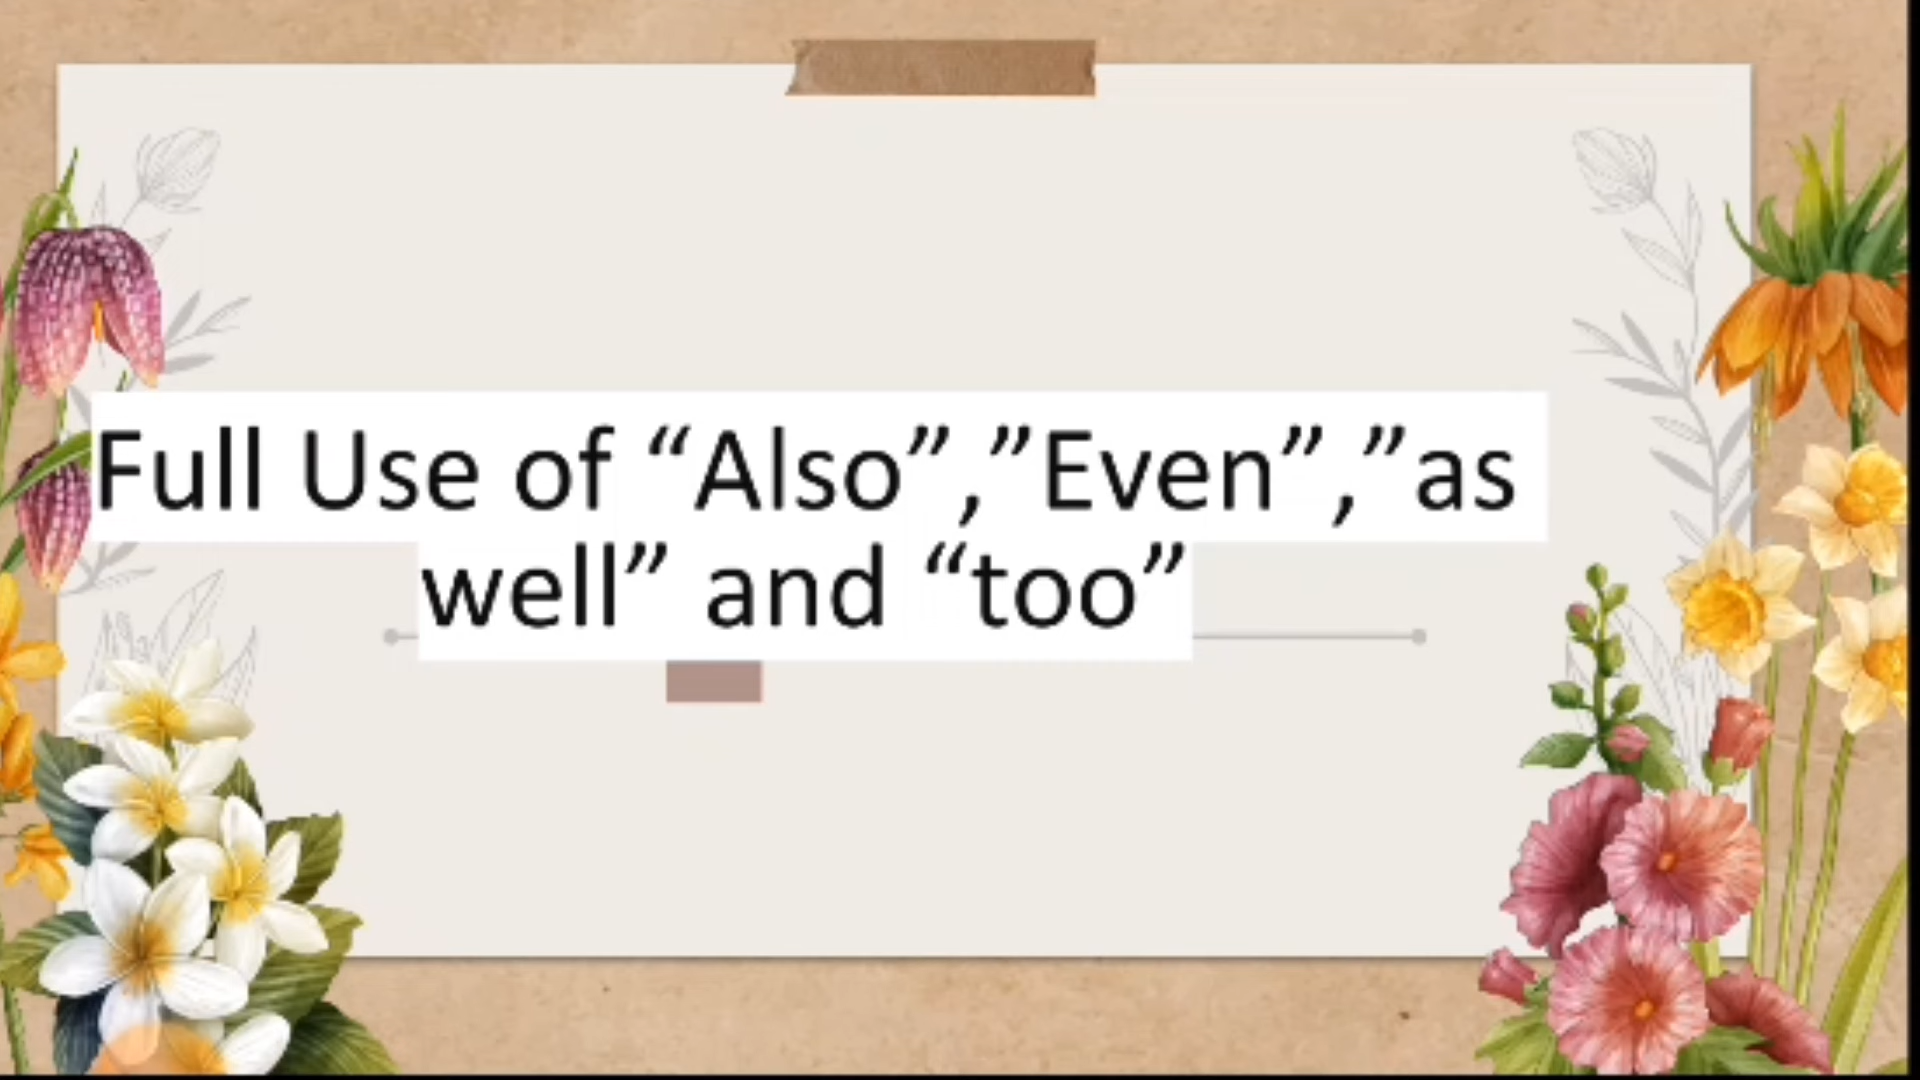 Full Use of “Also”,”Even”,”as
well” and “too”